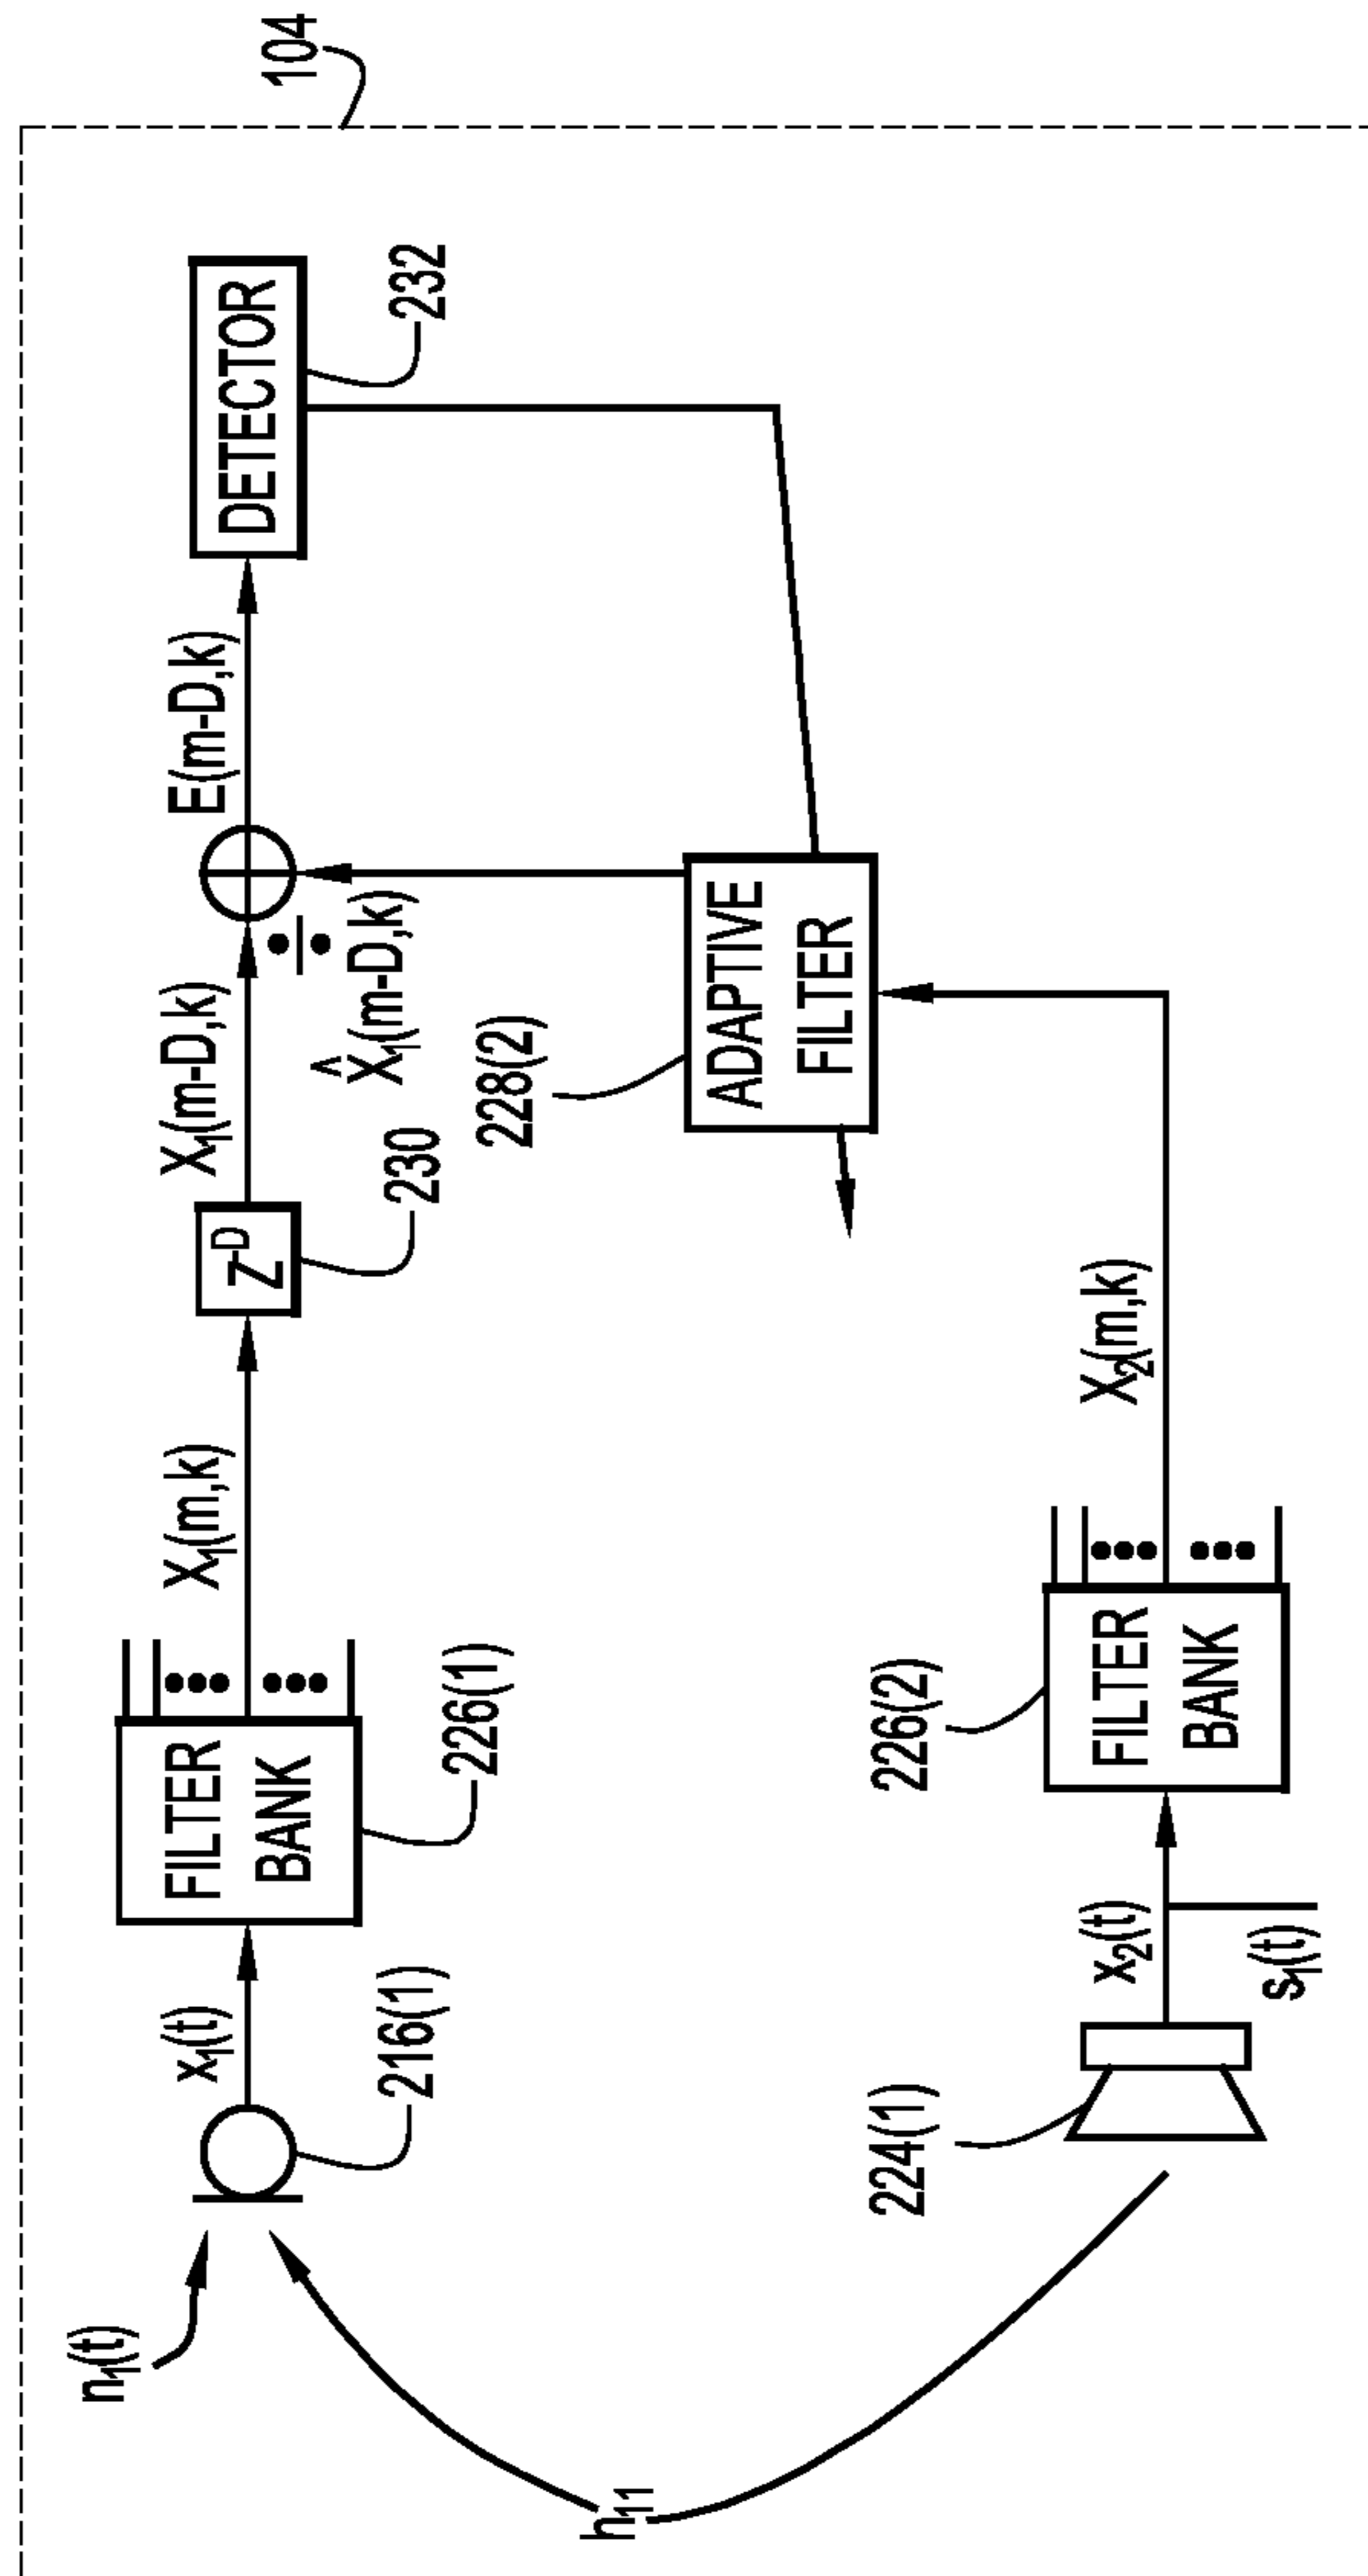 104
n₁(t)
x₁(t)
216(1)
FILTER
BANK
226(1)
X₁(m,k)
Z⁻ᴰ
230
X₁(m-D,k)
X̂₁(m-D,k)
E(m-D,k)
DETECTOR
232
h₁₁
228(2)
ADAPTIVE
FILTER
224(1)
x₂(t)
s₁(t)
226(2)
FILTER
BANK
X₂(m,k)